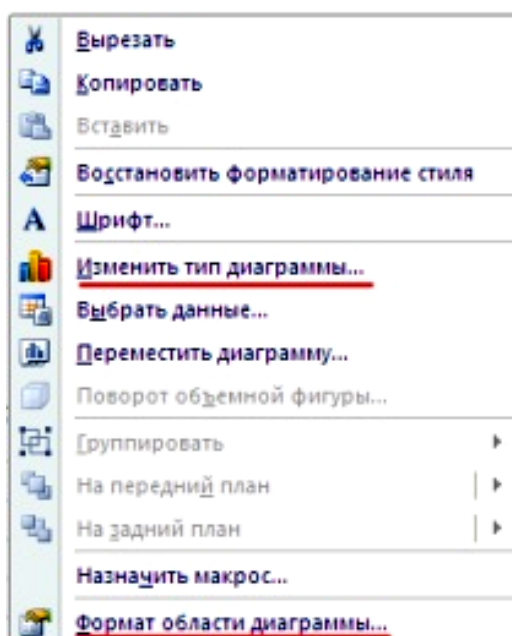 Вырезать
Копировать
Вставить
Восстановить форматирование стиля
Шрифт...
Изменить тип диаграммы...
Выбрать данные...
Переместить диаграмму...
Поворот объемной фигуры...
Группировать
На передний план
На задний план
Назначить макрос...
Формат области диаграммы...